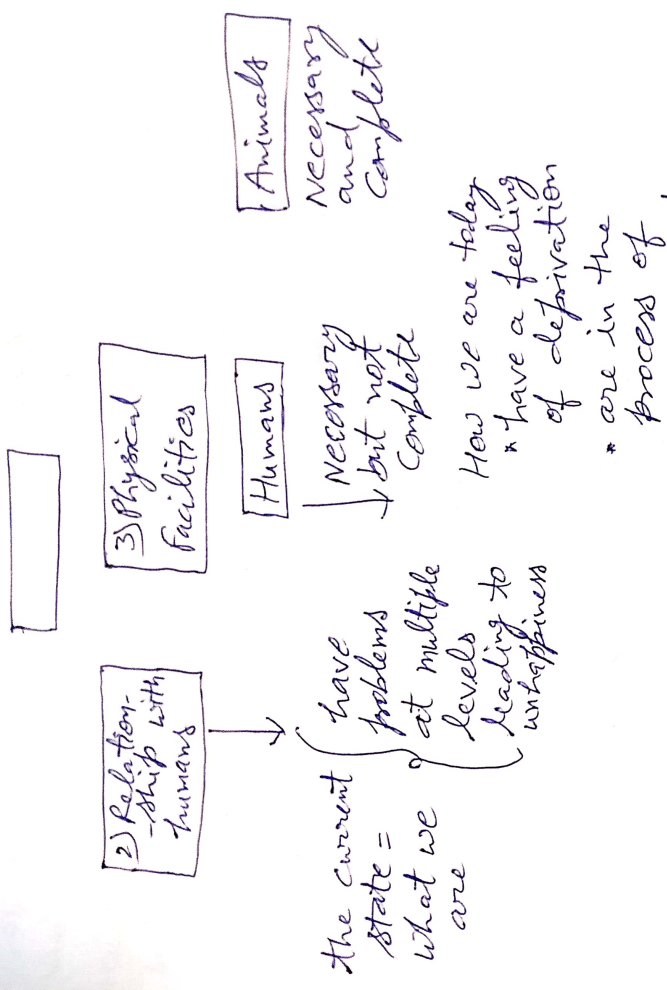 2) Relation-
-ship with
humans
3) Physical
Facilities
Humans
Animals
the current
state =
what we
are
have
problems
at multiple
levels
leading to
unhappiness
Necessary
but not
Complete
Necessary
and
Complete
How we are today
* have a feeling
of deprivation
* are in the
process of